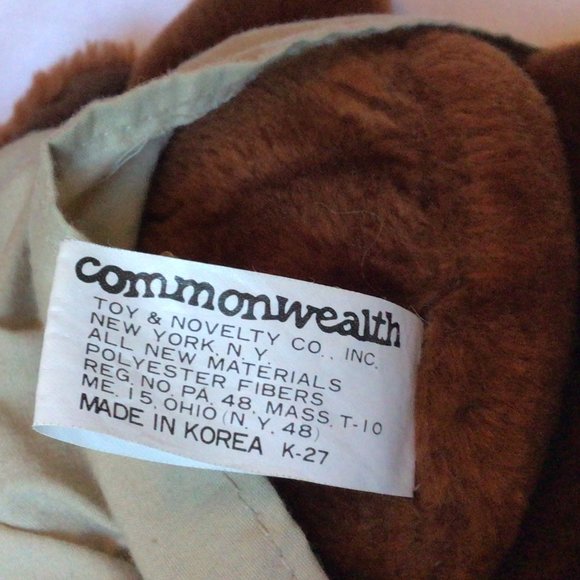 commonwealth
TOY & NOVELTY CO., INC.
NEW YORK, N.Y.
ALL NEW MATERIALS
POLYESTER FIBERS
REG. NO. PA. 48, MASS. T-10
ME. 15, OHIO (N.Y. 48)
MADE IN KOREA K-27